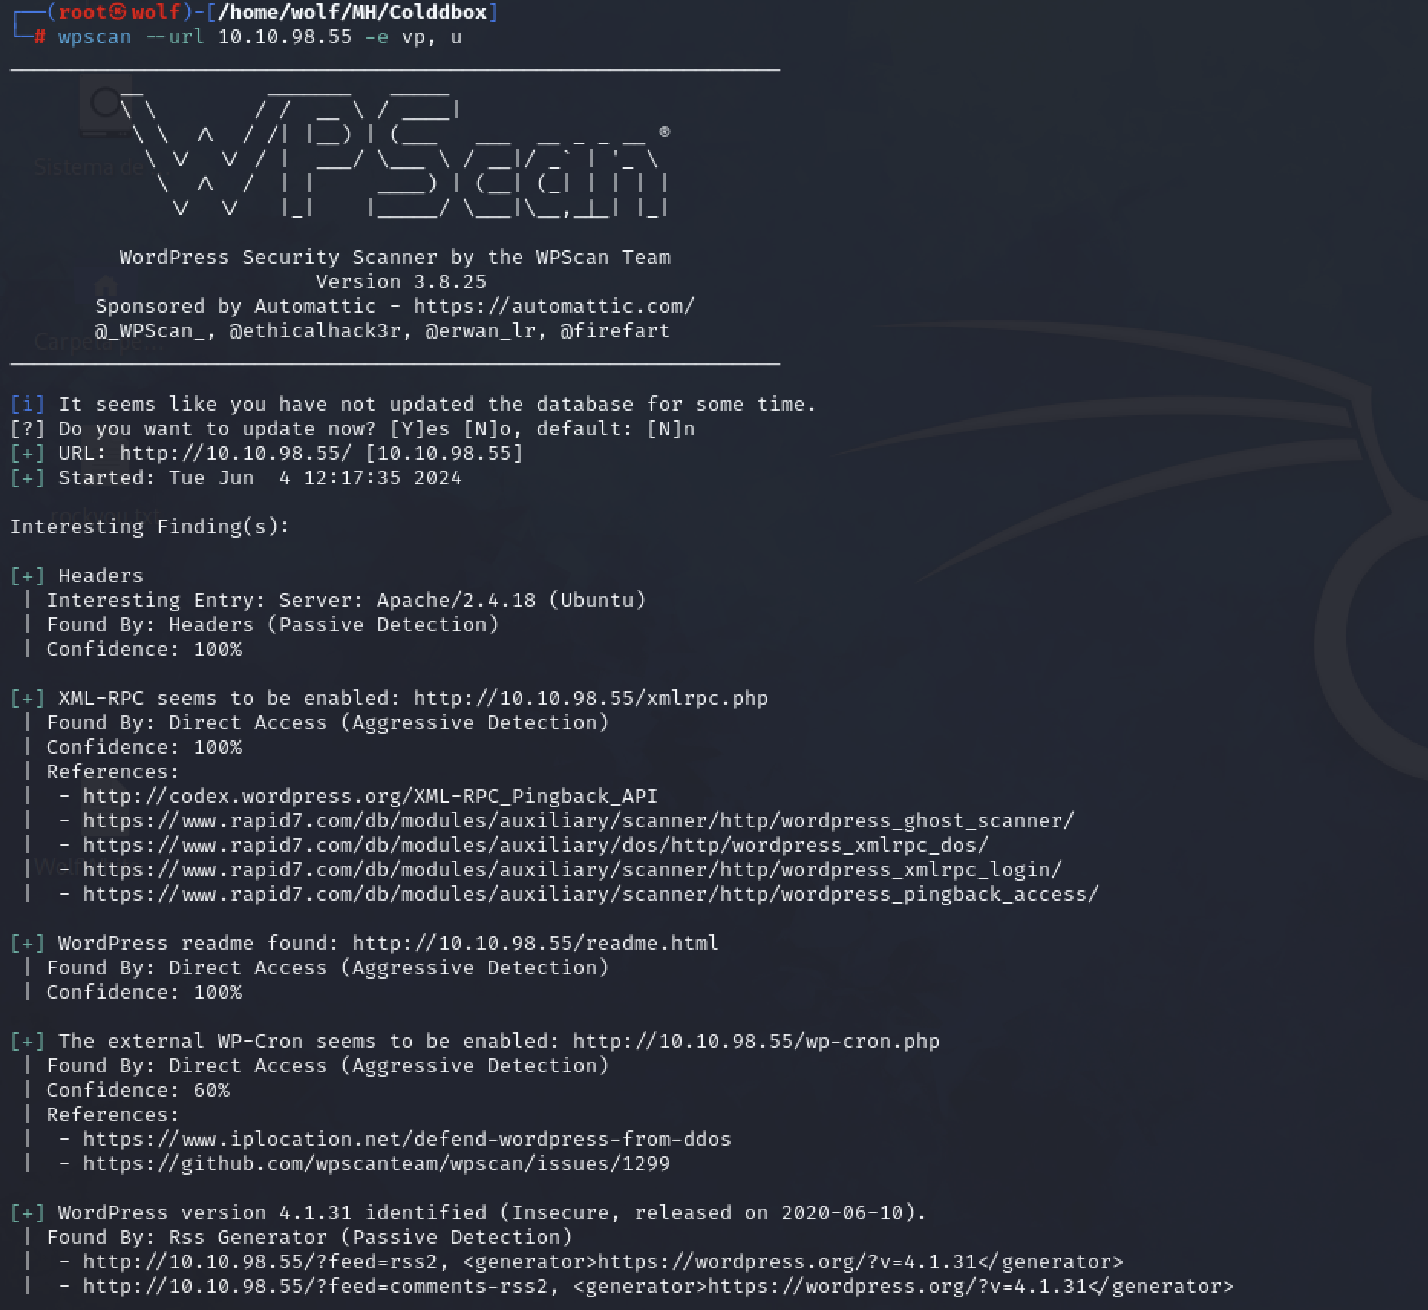 ┌──(root㉿wolf)-[/home/wolf/MH/Colddbox]
└─# wpscan --url 10.10.98.55 -e vp, u
WPScan®
WordPress Security Scanner by the WPScan Team
Version 3.8.25
Sponsored by Automattic - https://automattic.com/
@_WPScan_, @ethicalhack3r, @erwan_lr, @firefart
[i] It seems like you have not updated the database for some time.
[?] Do you want to update now? [Y]es [N]o, default: [N]n
[+] URL: http://10.10.98.55/ [10.10.98.55]
[+] Started: Tue Jun  4 12:17:35 2024
Interesting Finding(s):
[+] Headers
 | Interesting Entry: Server: Apache/2.4.18 (Ubuntu)
 | Found By: Headers (Passive Detection)
 | Confidence: 100%
[+] XML-RPC seems to be enabled: http://10.10.98.55/xmlrpc.php
 | Found By: Direct Access (Aggressive Detection)
 | Confidence: 100%
 | References:
 |  - http://codex.wordpress.org/XML-RPC_Pingback_API
 |  - https://www.rapid7.com/db/modules/auxiliary/scanner/http/wordpress_ghost_scanner/
 |  - https://www.rapid7.com/db/modules/auxiliary/dos/http/wordpress_xmlrpc_dos/
 |  - https://www.rapid7.com/db/modules/auxiliary/scanner/http/wordpress_xmlrpc_login/
 |  - https://www.rapid7.com/db/modules/auxiliary/scanner/http/wordpress_pingback_access/
[+] WordPress readme found: http://10.10.98.55/readme.html
 | Found By: Direct Access (Aggressive Detection)
 | Confidence: 100%
[+] The external WP-Cron seems to be enabled: http://10.10.98.55/wp-cron.php
 | Found By: Direct Access (Aggressive Detection)
 | Confidence: 60%
 | References:
 |  - https://www.iplocation.net/defend-wordpress-from-ddos
 |  - https://github.com/wpscanteam/wpscan/issues/1299
[+] WordPress version 4.1.31 identified (Insecure, released on 2020-06-10).
 | Found By: Rss Generator (Passive Detection)
 |  - http://10.10.98.55/?feed=rss2, <generator>https://wordpress.org/?v=4.1.31</generator>
 |  - http://10.10.98.55/?feed=comments-rss2, <generator>https://wordpress.org/?v=4.1.31</generator>